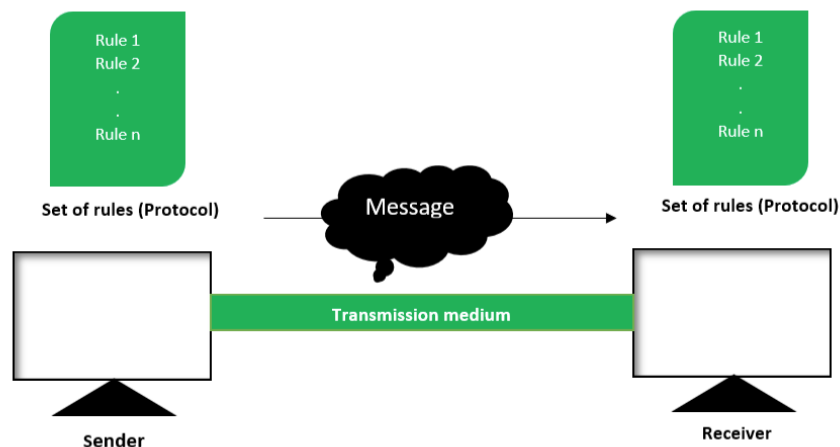 Rule 1
Rule 2
.
.
Rule n
Set of rules (Protocol)
Rule 1
Rule 2
.
.
Rule n
Set of rules (Protocol)
Message
Transmission medium
Sender
Receiver